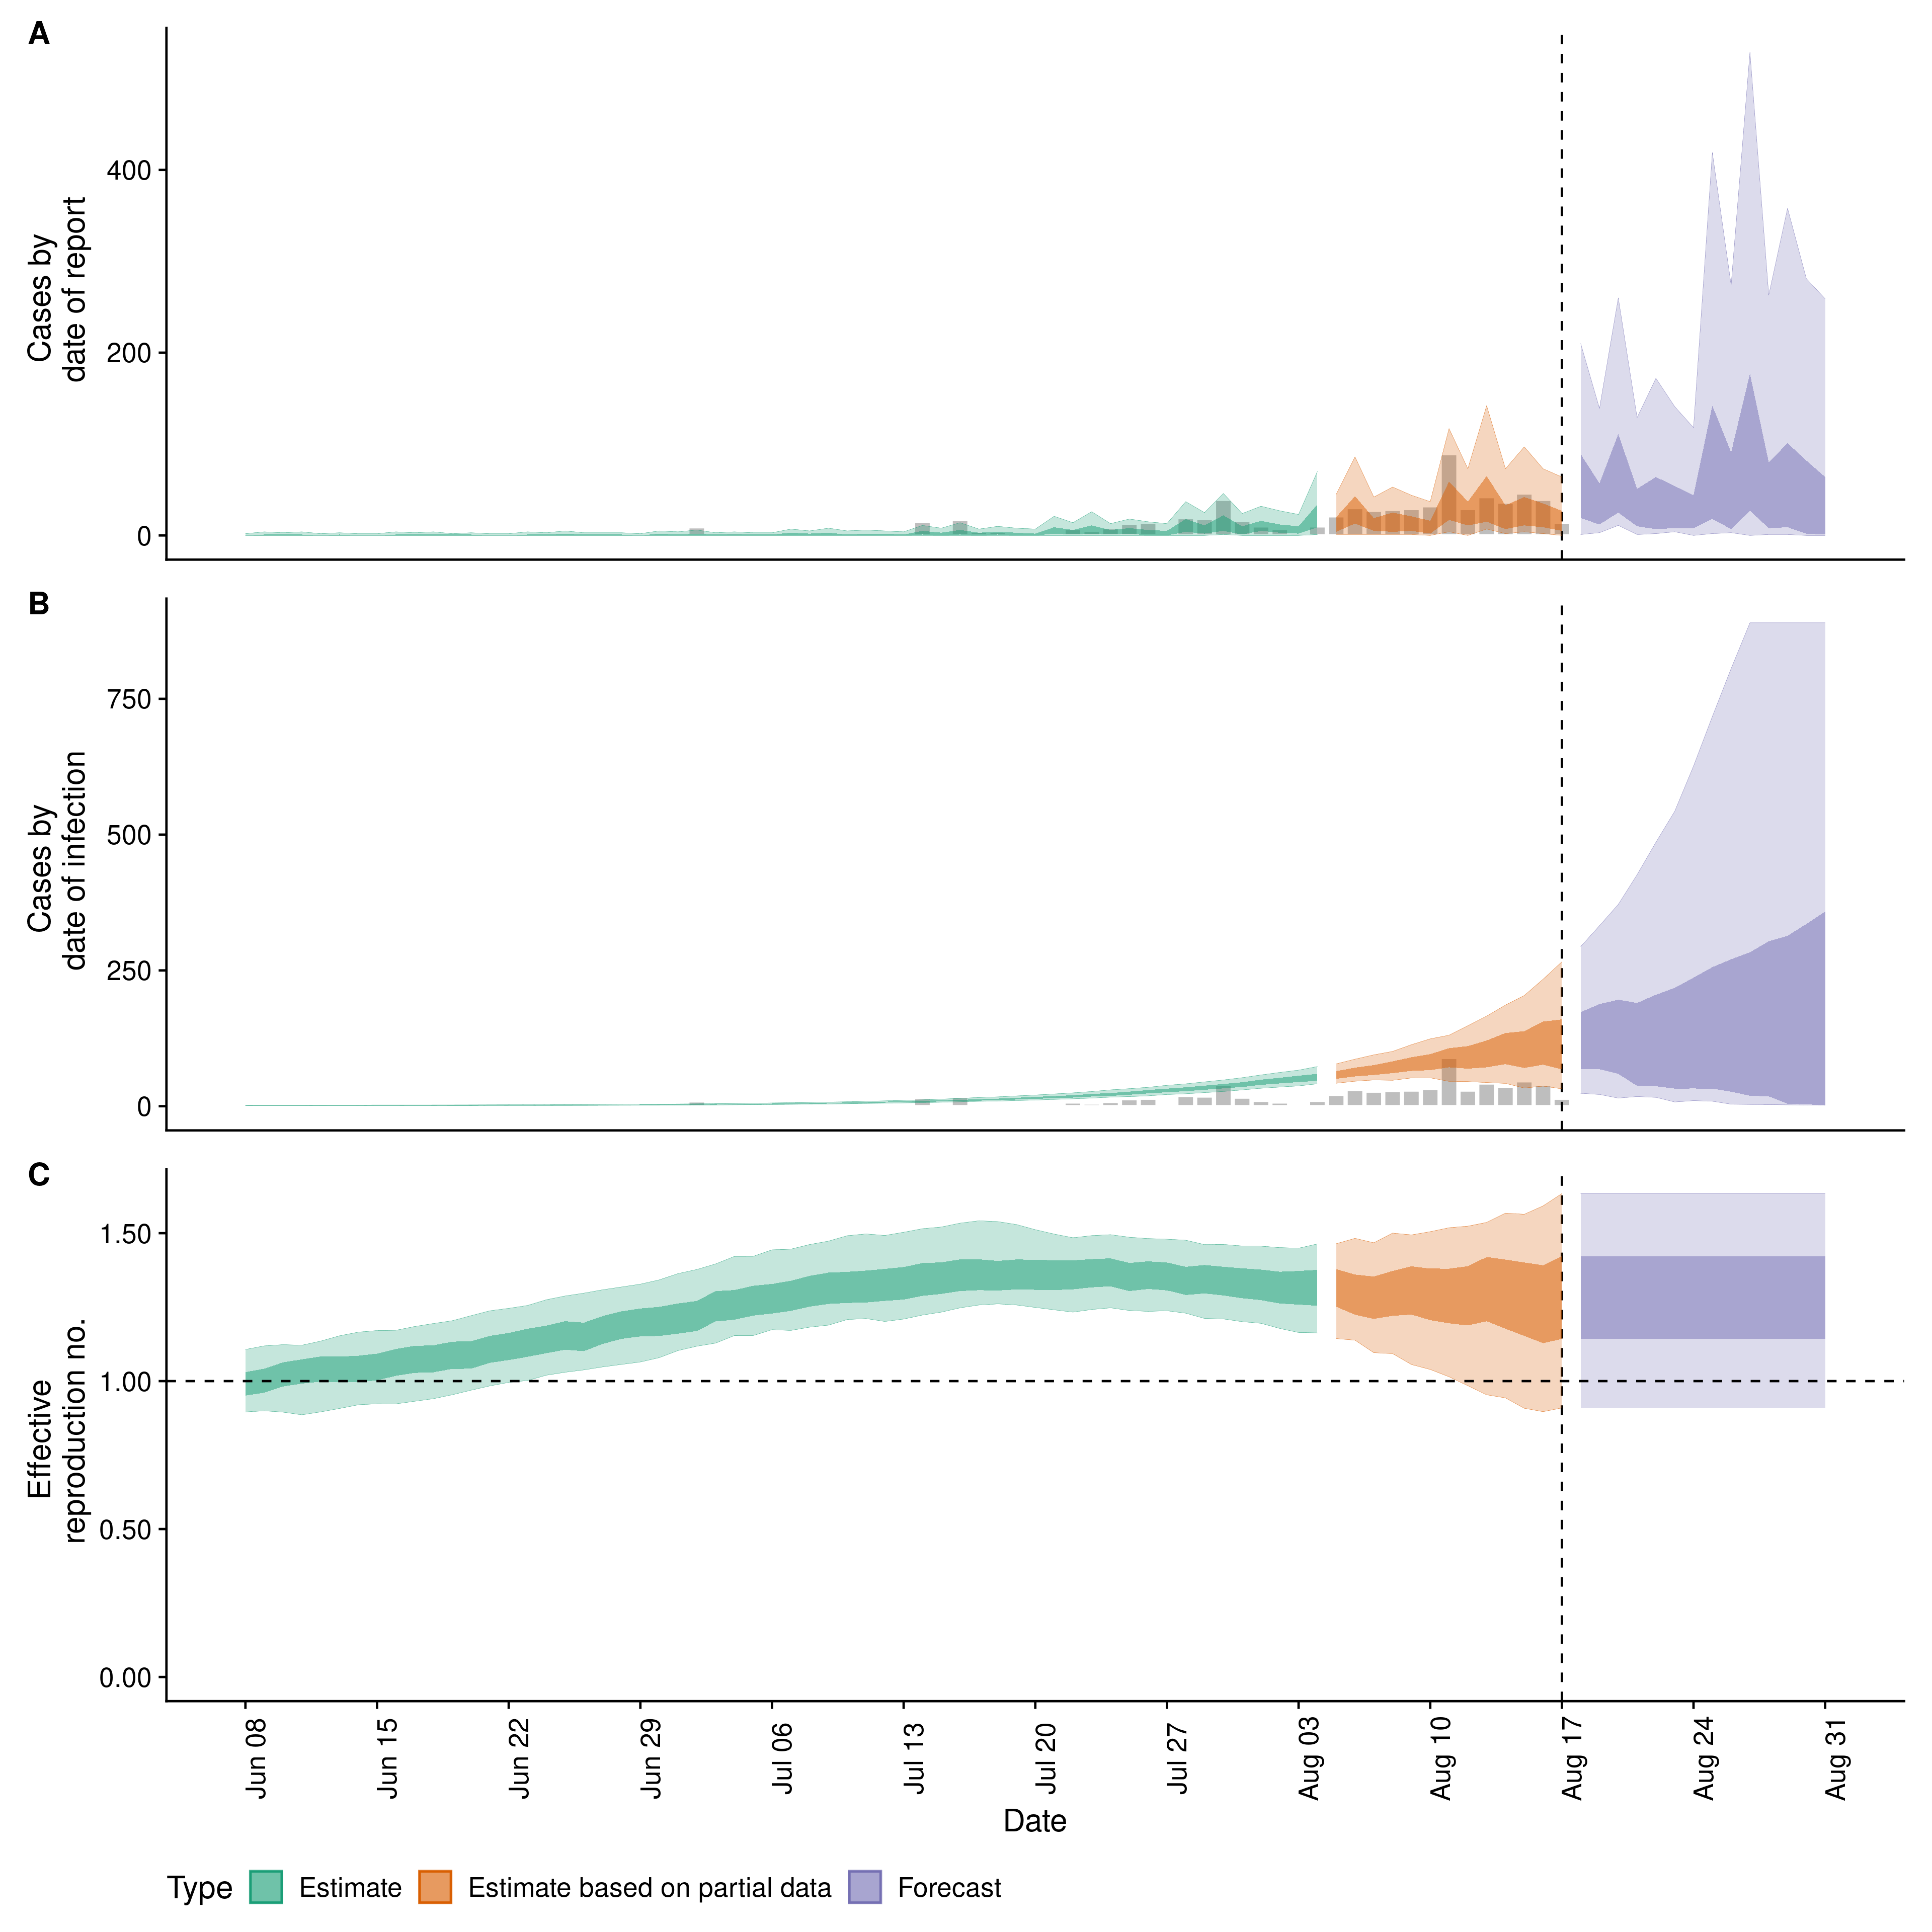 A
Cases by
date of report
400
200
0
B
Cases by
date of infection
750
500
250
0
C
Effective
reproduction no.
1.50
1.00
0.50
0.00
Jun 08
Jun 15
Jun 22
Jun 29
Jul 06
Jul 13
Jul 20
Jul 27
Aug 03
Aug 10
Aug 17
Aug 24
Aug 31
Date
Type Estimate Estimate based on partial data Forecast